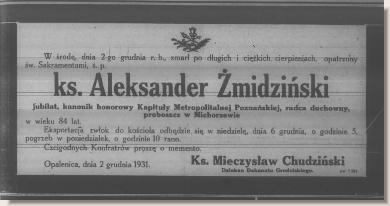 W środę, dnia 2-go grudnia r. b., zmarł po długich i ciężkich cierpieniach, opatrzony
św. Sakramentami, ś. p.
ks. Aleksander Żmidziński
jubilat, kanonik honorowy Kapituły Metropolitalnej Poznańskiej, radca duchowny,
proboszcz w Michorzewie
w wieku 84 lat.
Eksportacja zwłok do kościoła odbędzie się w niedzielę, dnia 6 grudnia, o godzinie 5,
pogrzeb w poniedziałek, o godzinie 10 rano.
Czcigodnych Konfratrów proszę o memento.
Ks. Mieczysław Chudziński
Opalenica, dnia 2 grudnia 1931.
Dziekan Dekanatu Grodziskiego.